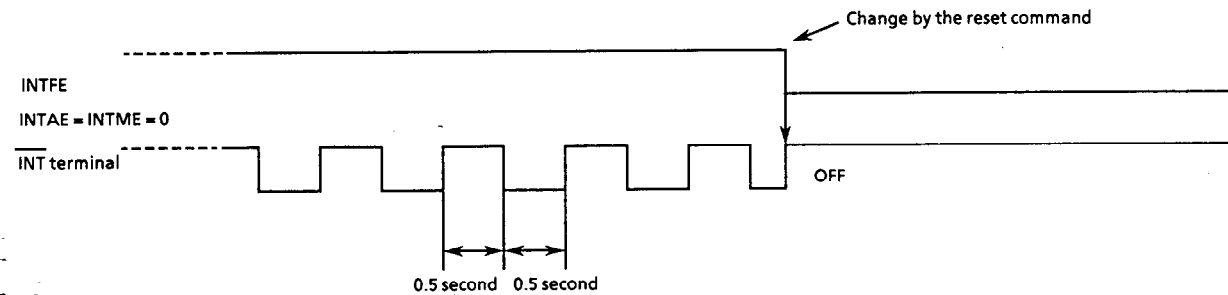 Change by the reset command
INTFE
INTAE = INTME = 0
INT terminal
OFF
0.5 second 0.5 second